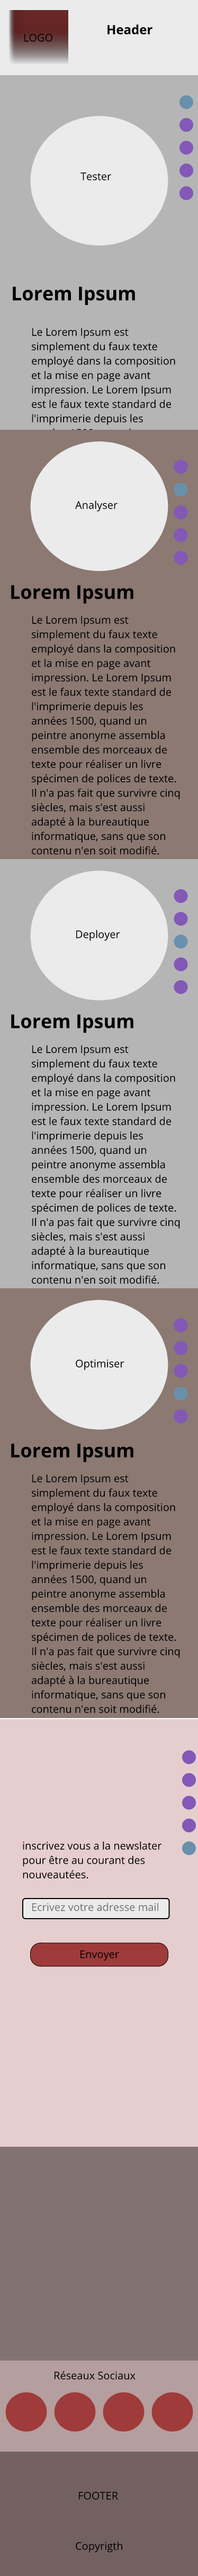 LOGO
Header
Tester
Lorem Ipsum
Le Lorem Ipsum est
simplement du faux texte
employé dans la composition
et la mise en page avant
impression. Le Lorem Ipsum
est le faux texte standard de
l'imprimerie depuis les
Analyser
Lorem Ipsum
Le Lorem Ipsum est
simplement du faux texte
employé dans la composition
et la mise en page avant
impression. Le Lorem Ipsum
est le faux texte standard de
l'imprimerie depuis les
années 1500, quand un
peintre anonyme assembla
ensemble des morceaux de
texte pour réaliser un livre
spécimen de polices de texte.
Il n'a pas fait que survivre cinq
siècles, mais s'est aussi
adapté à la bureautique
informatique, sans que son
contenu n'en soit modifié.
Deployer
Lorem Ipsum
Le Lorem Ipsum est
simplement du faux texte
employé dans la composition
et la mise en page avant
impression. Le Lorem Ipsum
est le faux texte standard de
l'imprimerie depuis les
années 1500, quand un
peintre anonyme assembla
ensemble des morceaux de
texte pour réaliser un livre
spécimen de polices de texte.
Il n'a pas fait que survivre cinq
siècles, mais s'est aussi
adapté à la bureautique
informatique, sans que son
contenu n'en soit modifié.
Optimiser
Lorem Ipsum
Le Lorem Ipsum est
simplement du faux texte
employé dans la composition
et la mise en page avant
impression. Le Lorem Ipsum
est le faux texte standard de
l'imprimerie depuis les
années 1500, quand un
peintre anonyme assembla
ensemble des morceaux de
texte pour réaliser un livre
spécimen de polices de texte.
Il n'a pas fait que survivre cinq
siècles, mais s'est aussi
adapté à la bureautique
informatique, sans que son
contenu n'en soit modifié.
inscrivez vous a la newslater
pour être au courant des
nouveautées.
Ecrivez votre adresse mail
Envoyer
Réseaux Sociaux
FOOTER
Copyrigth